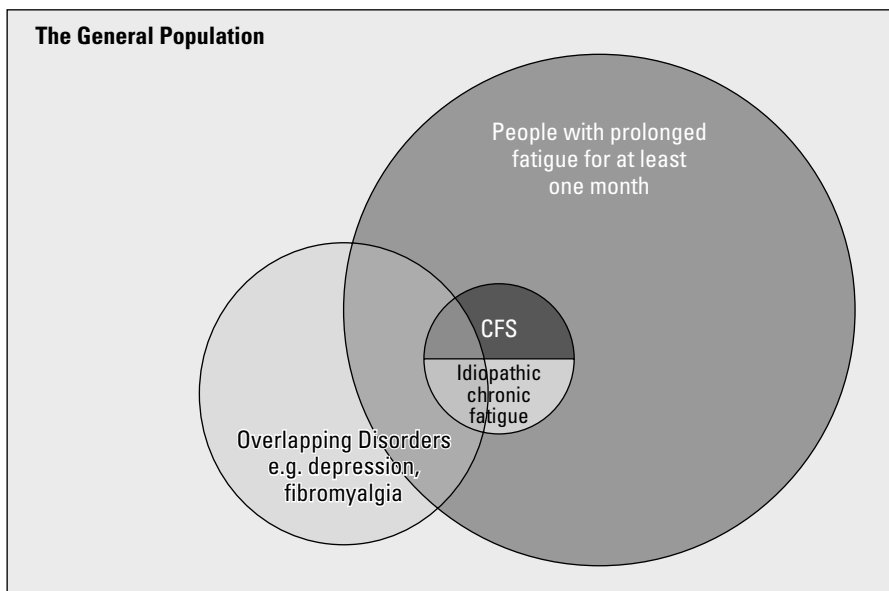 The General Population
People with prolonged
fatigue for at least
one month
CFS
Idiopathic
chronic
fatigue
Overlapping Disorders
e.g. depression,
fibromyalgia